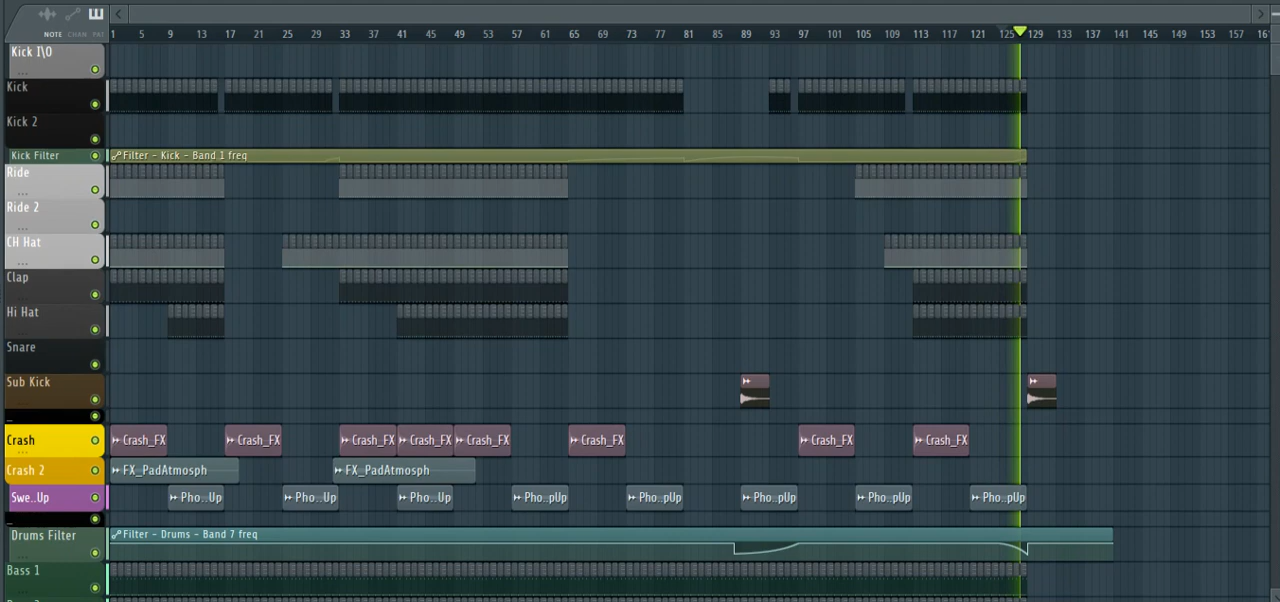 NOTE CHAN PAT
1 5 9 13 17 21 25 29 33 37 41 45 49 53 57 61 65 69 73 77 81 85 89 93 97 101 105 109 113 117 121 125 129 133 137 141 145 149 153 157 161
Kick I\O
...
Kick
Kick 2
Kick Filter
Filter - Kick - Band 1 freq
Ride
...
Ride 2
...
CH Hat
...
Clap
...
Hi Hat
...
Snare
Sub Kick
...
Crash
...
Crash_FX Crash_FX Crash_FX Crash_FX Crash_FX Crash_FX Crash_FX Crash_FX
Crash 2
FX_PadAtmosph FX_PadAtmosph
Swe..Up
Pho...Up Pho...Up Pho...Up Pho..pUp Pho..pUp Pho..pUp Pho..pUp Pho..pUp
Drums Filter
...
Filter - Drums - Band 7 freq
Bass 1
...